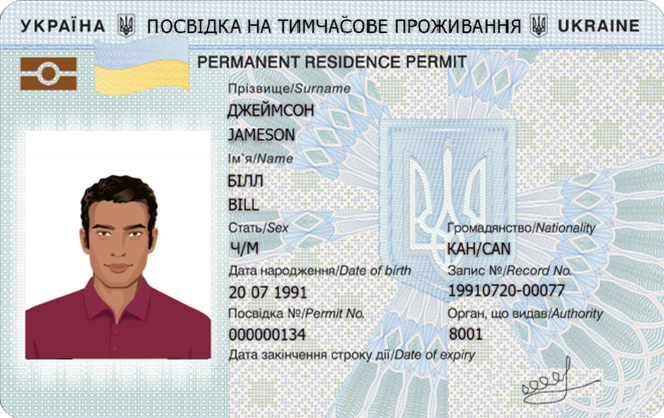 УКРАЇНА ПОСВІДКА НА ТИМЧАСОВЕ ПРОЖИВАННЯ UKRAINE
PERMANENT RESIDENCE PERMIT
Прізвище/Surname
ДЖЕЙМСОН
JAMESON
Ім'я/Name
БІЛЛ
BILL
Стать/Sex Громадянство/Nationality
Ч/M КАН/CAN
Дата народження/Date of birth Запис №/Record No.
20 07 1991 19910720-00077
Посвідка №/Permit No. Орган, що видав/Authority
000000134 8001
Дата закінчення строку дії/Date of expiry